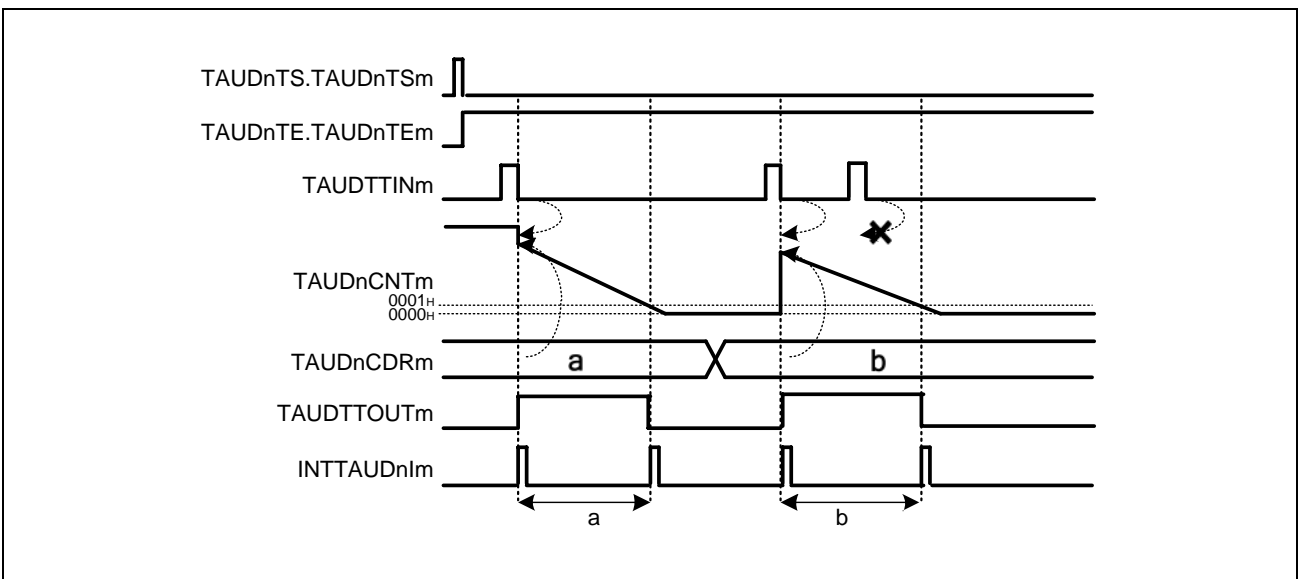 TAUDnTS.TAUDnTSm
TAUDnTE.TAUDnTEm
TAUDTTINm
TAUDnCNTm
0001H
0000H
TAUDnCDRm a b
TAUDTTOUTm
INTTAUDnIm
a b